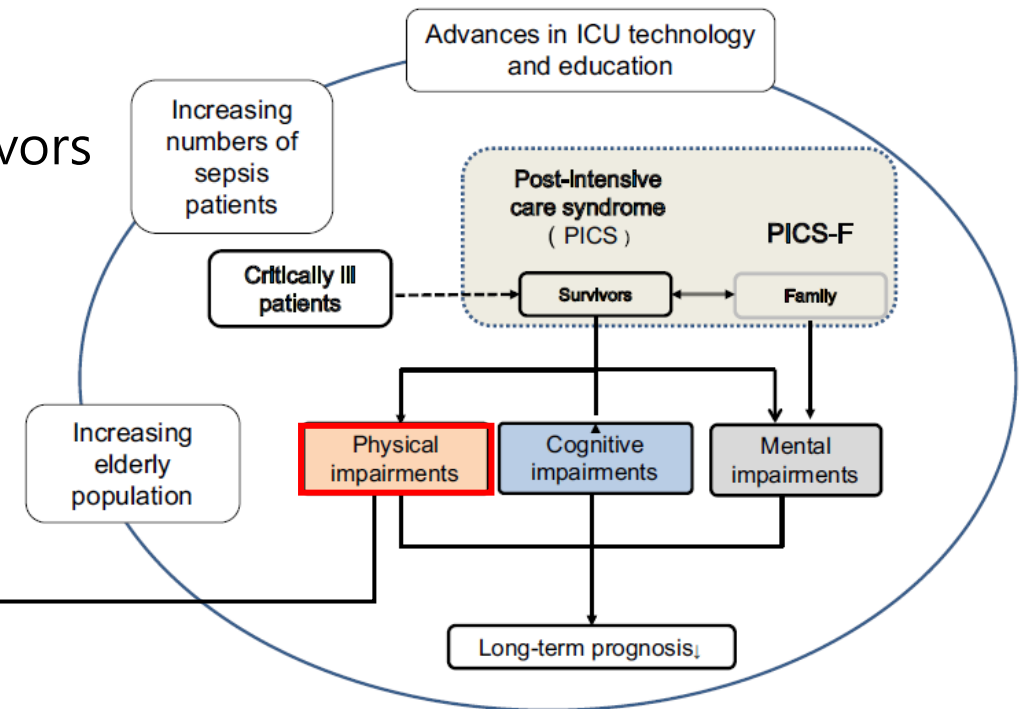 Advances in ICU technology
and education
Increasing
numbers of
sepsis
patients
vors
Post-intensive
care syndrome
( PICS )
PICS-F
Critically ill
patients
Survivors
Family
Increasing
elderly
population
Physical
impairments
Cognitive
impairments
Mental
impairments
Long-term prognosis↓